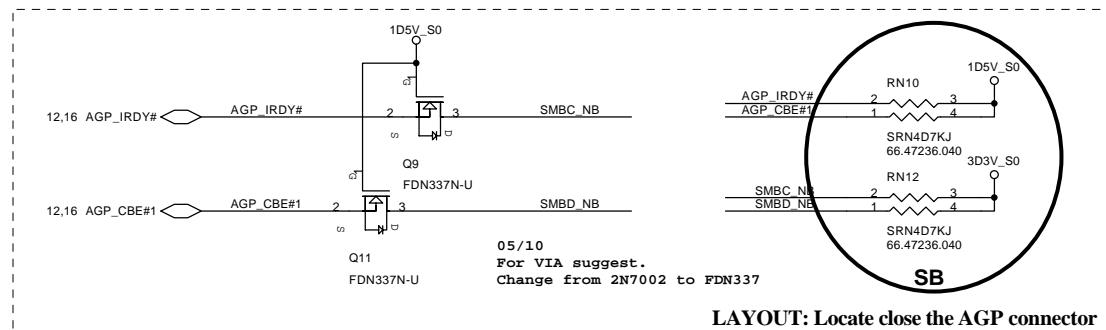 1D5V_S0
G
12,16 AGP_IRDY#
AGP_IRDY#
2
3
SMBC_NB
S
D
Q9
FDN337N-U
G
12,16 AGP_CBE#1
AGP_CBE#1
2
3
SMBD_NB
S
D
Q11
FDN337N-U
05/10
For VIA suggest.
Change from 2N7002 to FDN337
1D5V_S0
RN10
AGP_IRDY#
2
3
AGP_CBE#1
1
4
SRN4D7KJ
66.47236.040
3D3V_S0
RN12
SMBC_NB
2
3
SMBD_NB
1
4
SRN4D7KJ
66.47236.040
SB
LAYOUT: Locate close the AGP connector